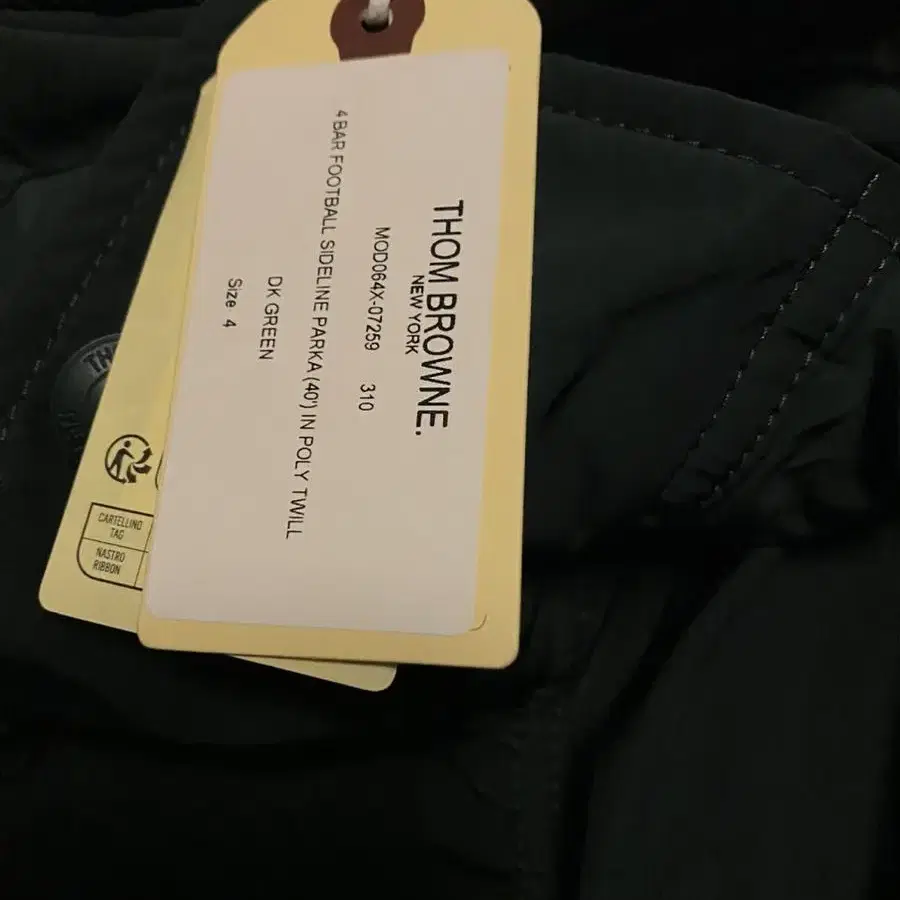 THOM BROWNE.
NEW YORK
MOD064X-07259 310
4 BAR FOOTBALL SIDELINE PARKA (40') IN POLY TWILL
DK GREEN
Size 4
CARTELLINO
TAG
NASTRO
RIBBON
TH